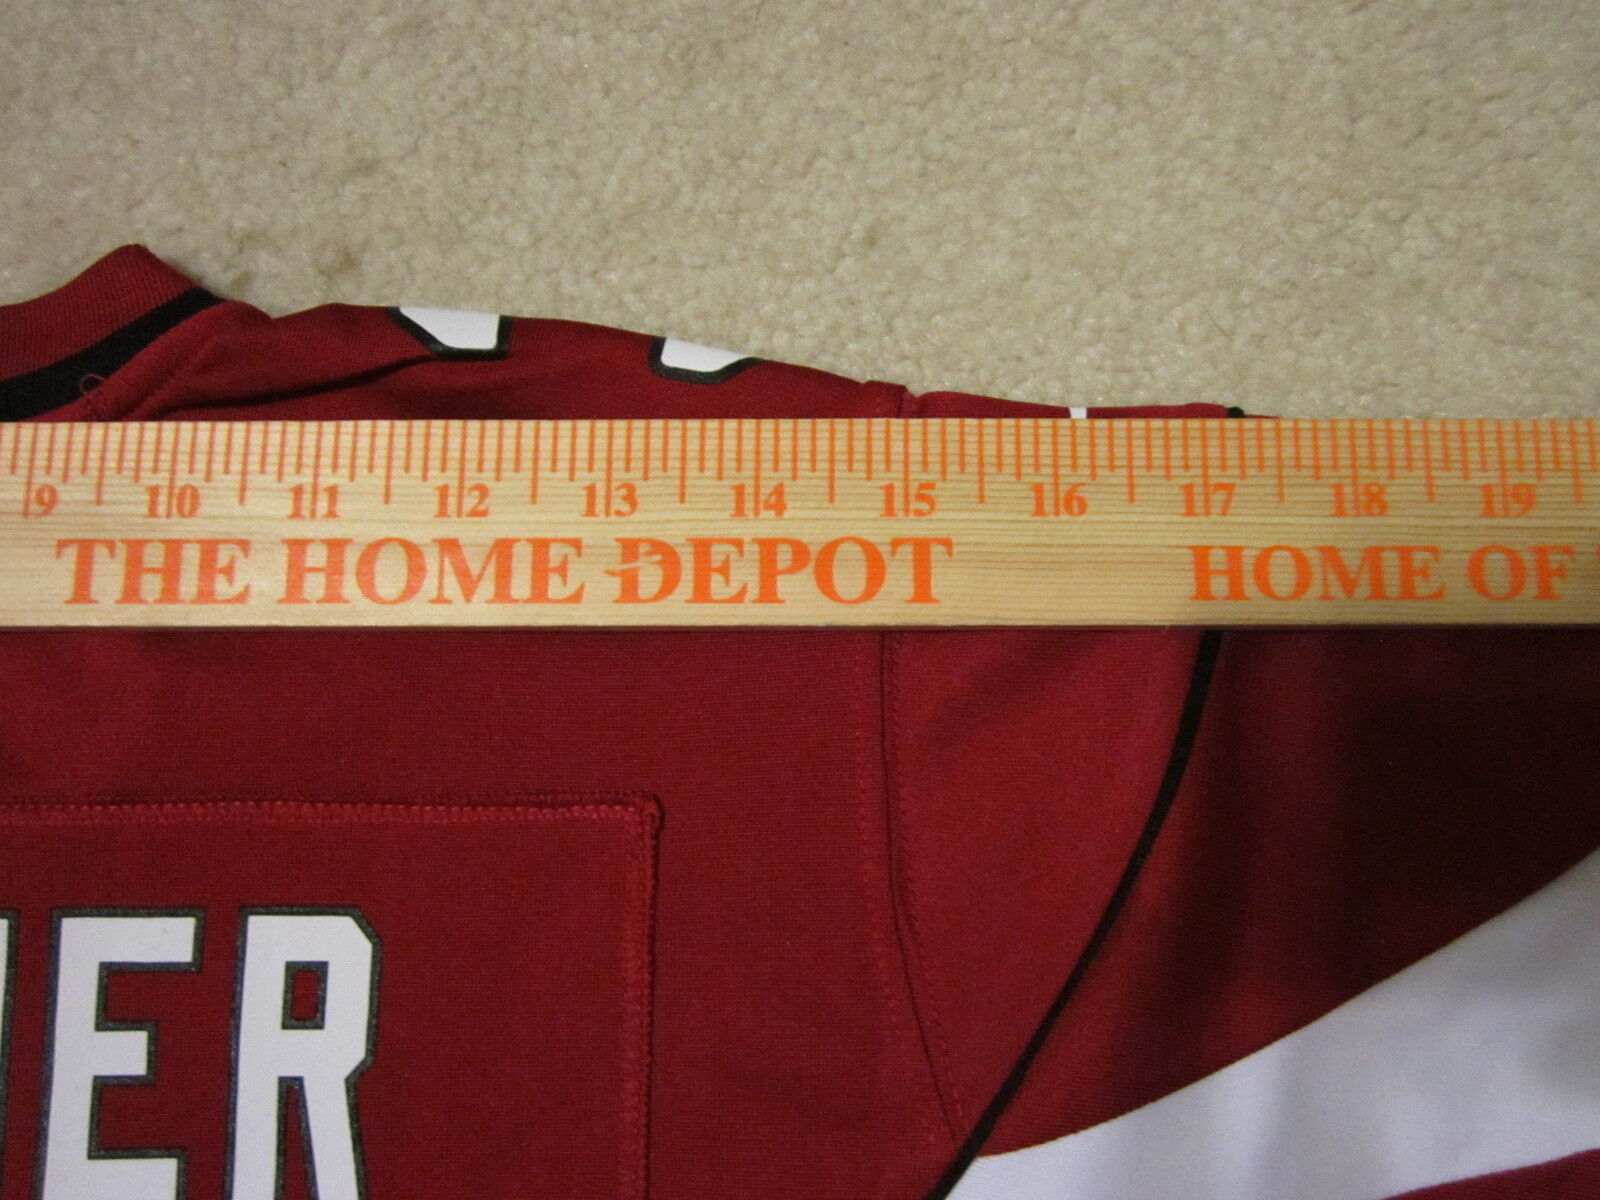 9 10 11 12 13 14 15 16 17 18 19
THE HOME DEPOT HOME OF
ER